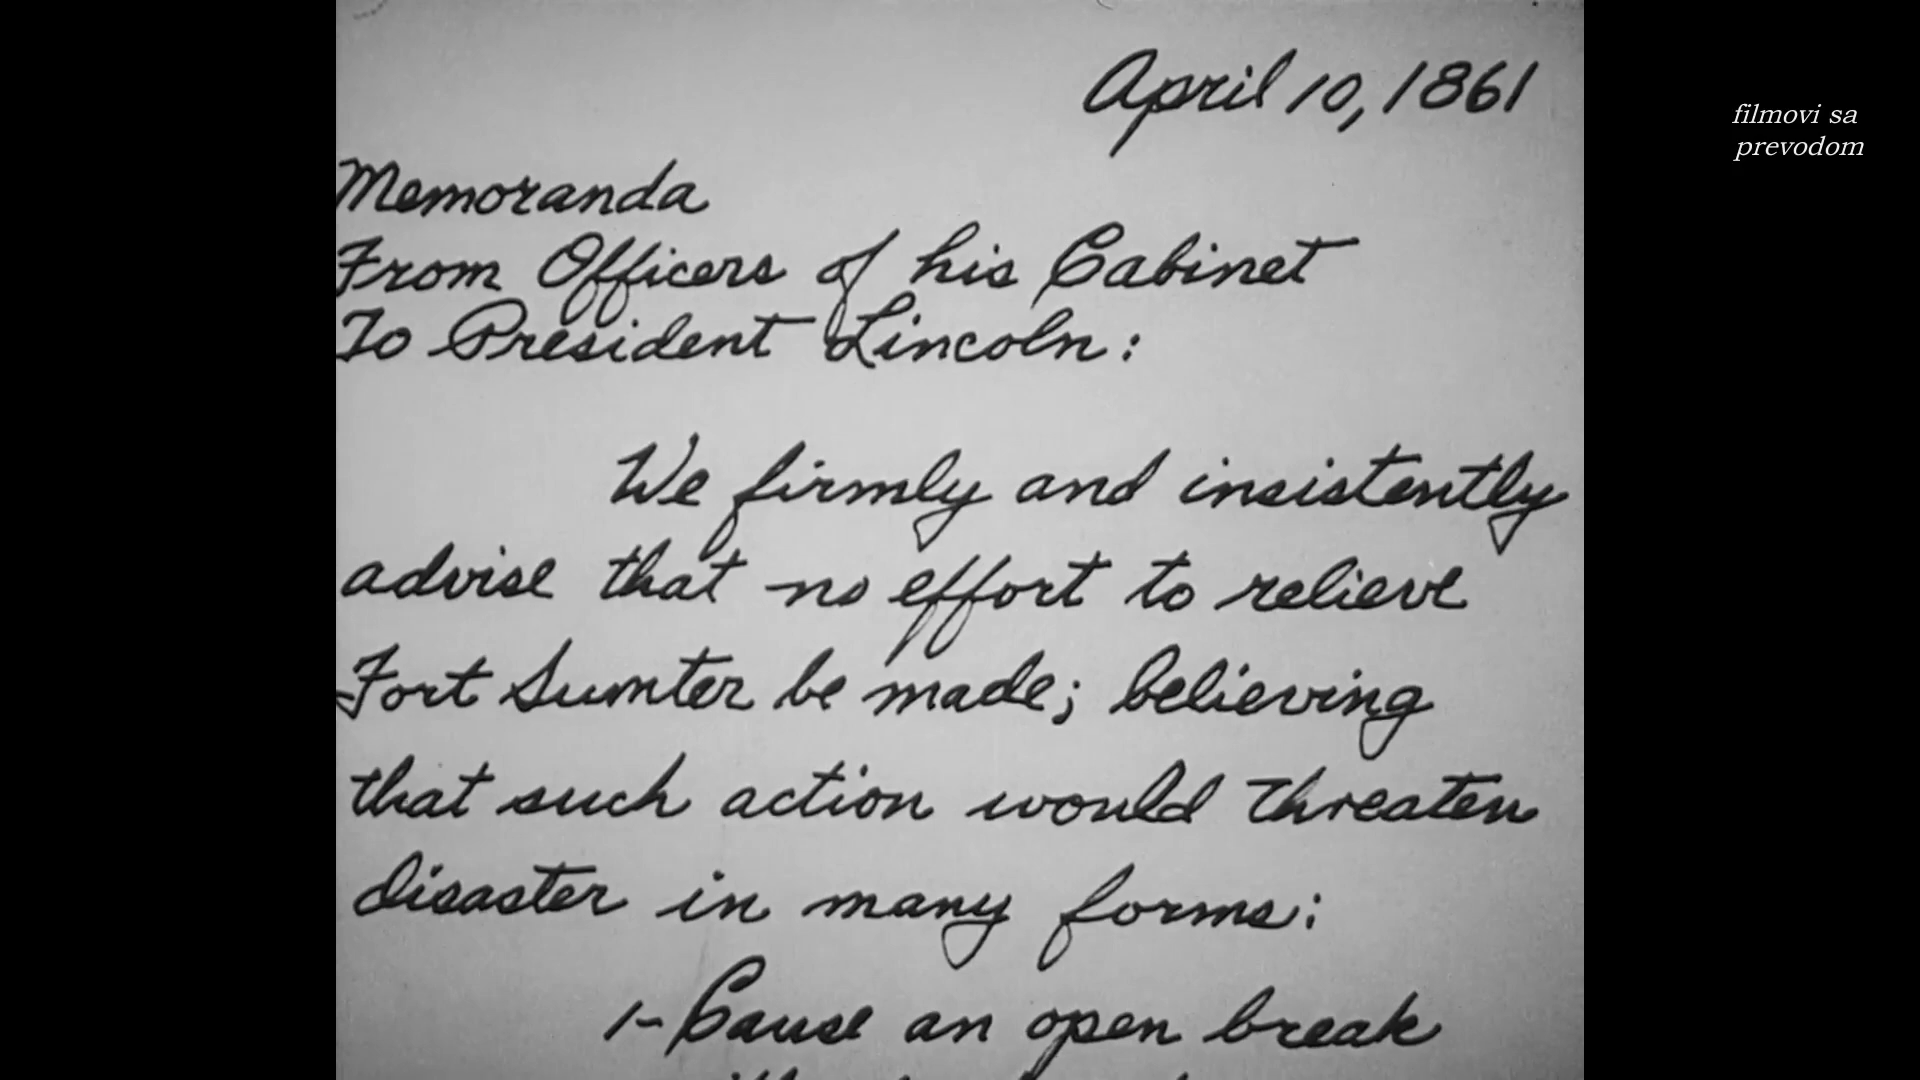 April 10, 1861
filmovi sa
prevodom
Memoranda
From Officers of his Cabinet
To President Lincoln:
We firmly and insistently
advise that no effort to relieve
Fort Sumter be made; believing
that such action would threaten
disaster in many forms:
1- Cause an open break